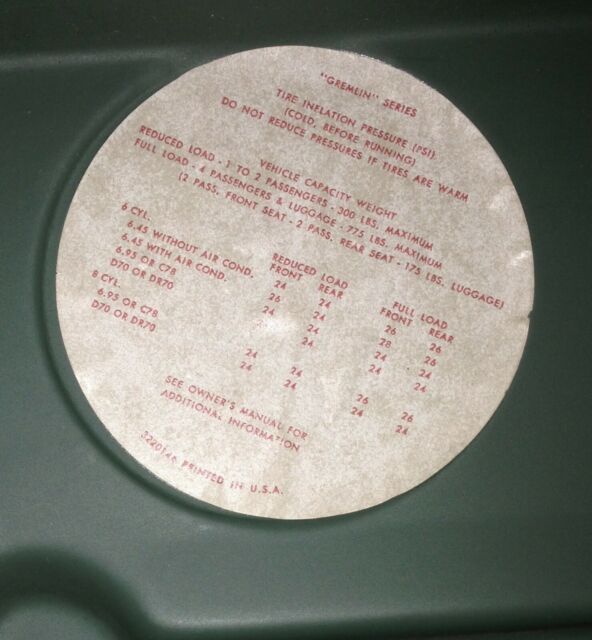 "GREMLIN" SERIES
TIRE INFLATION PRESSURE (PSI)
(COLD, BEFORE RUNNING)
DO NOT REDUCE PRESSURES IF TIRES ARE WARM
VEHICLE CAPACITY WEIGHT
REDUCED LOAD - 1 TO 2 PASSENGERS - 300 LBS. MAXIMUM
FULL LOAD - 4 PASSENGERS & LUGGAGE - 775 LBS. MAXIMUM
(2 PASS. FRONT SEAT - 2 PASS. REAR SEAT - 175 LBS. LUGGAGE)
REDUCED LOAD FULL LOAD
6 CYL. FRONT REAR FRONT REAR
6.45 WITHOUT AIR COND. 24 24 26 26
6.45 WITH AIR COND. 26 24 28 26
6.95 OR C78 24 24 24 24
D70 OR DR70 24 24 24
8 CYL.
6.95 OR C78 24 24 26 26
D70 OR DR70 24 24 24 24
SEE OWNER'S MANUAL FOR
ADDITIONAL INFORMATION
PRINTED IN U.S.A.